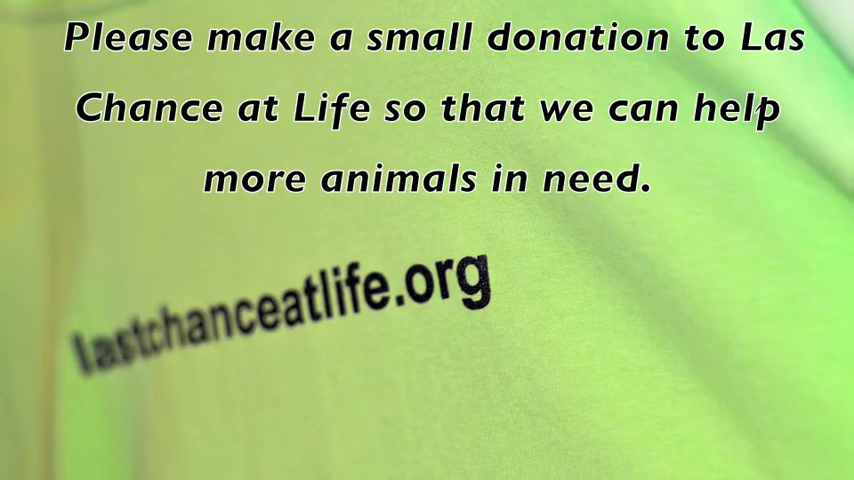 Please make a small donation to Las
Chance at Life so that we can help
more animals in need.
lastchanceatlife.org